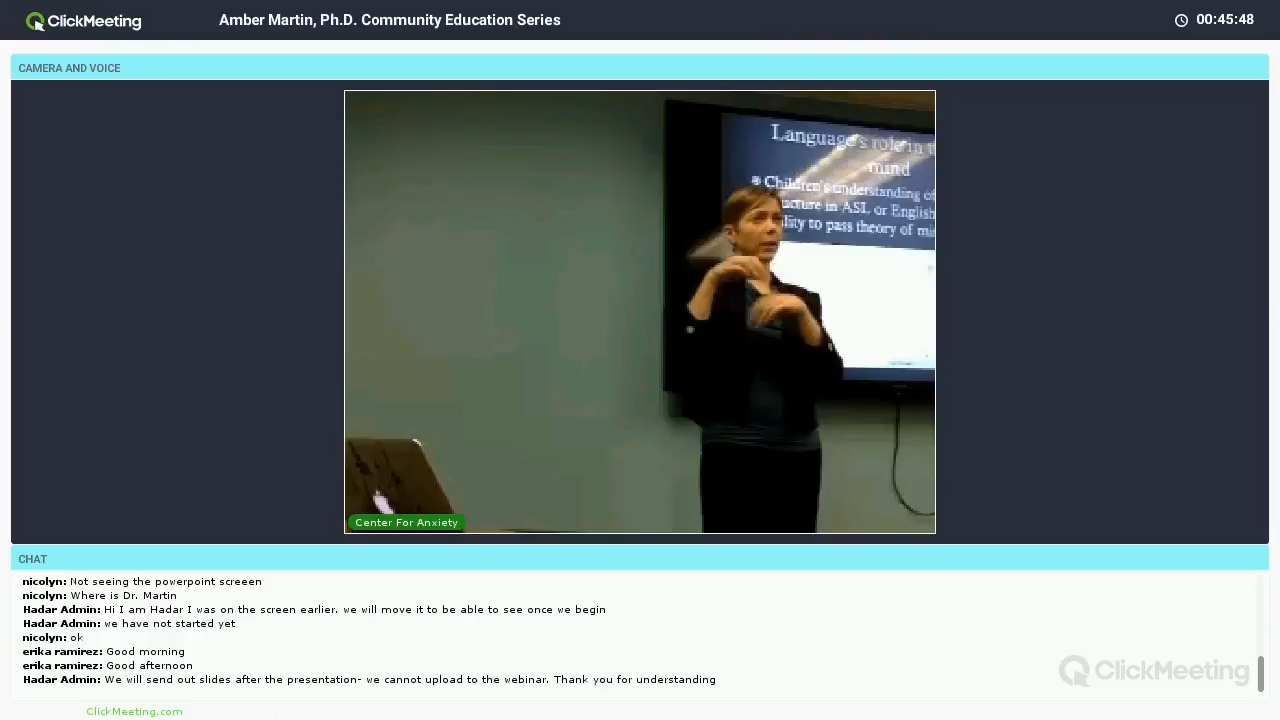 ClickMeeting
Amber Martin, Ph.D. Community Education Series
00:45:48
CAMERA AND VOICE
Language's role in
mind
Children's understanding of
in ASL or English
to pass theory of
Center For Anxiety
CHAT
nicolyn: Not seeing the powerpoint screeen
nicolyn: Where is Dr. Martin
Hadar Admin: Hi I am Hadar I was on the screen earlier. we will move it to be able to see once we begin
Hadar Admin: we have not started yet
nicolyn: ok
erika ramirez: Good morning
erika ramirez: Good afternoon
Hadar Admin: We will send out slides after the presentation- we cannot upload to the webinar. Thank you for understanding
ClickMeeting
ClickMeeting.com